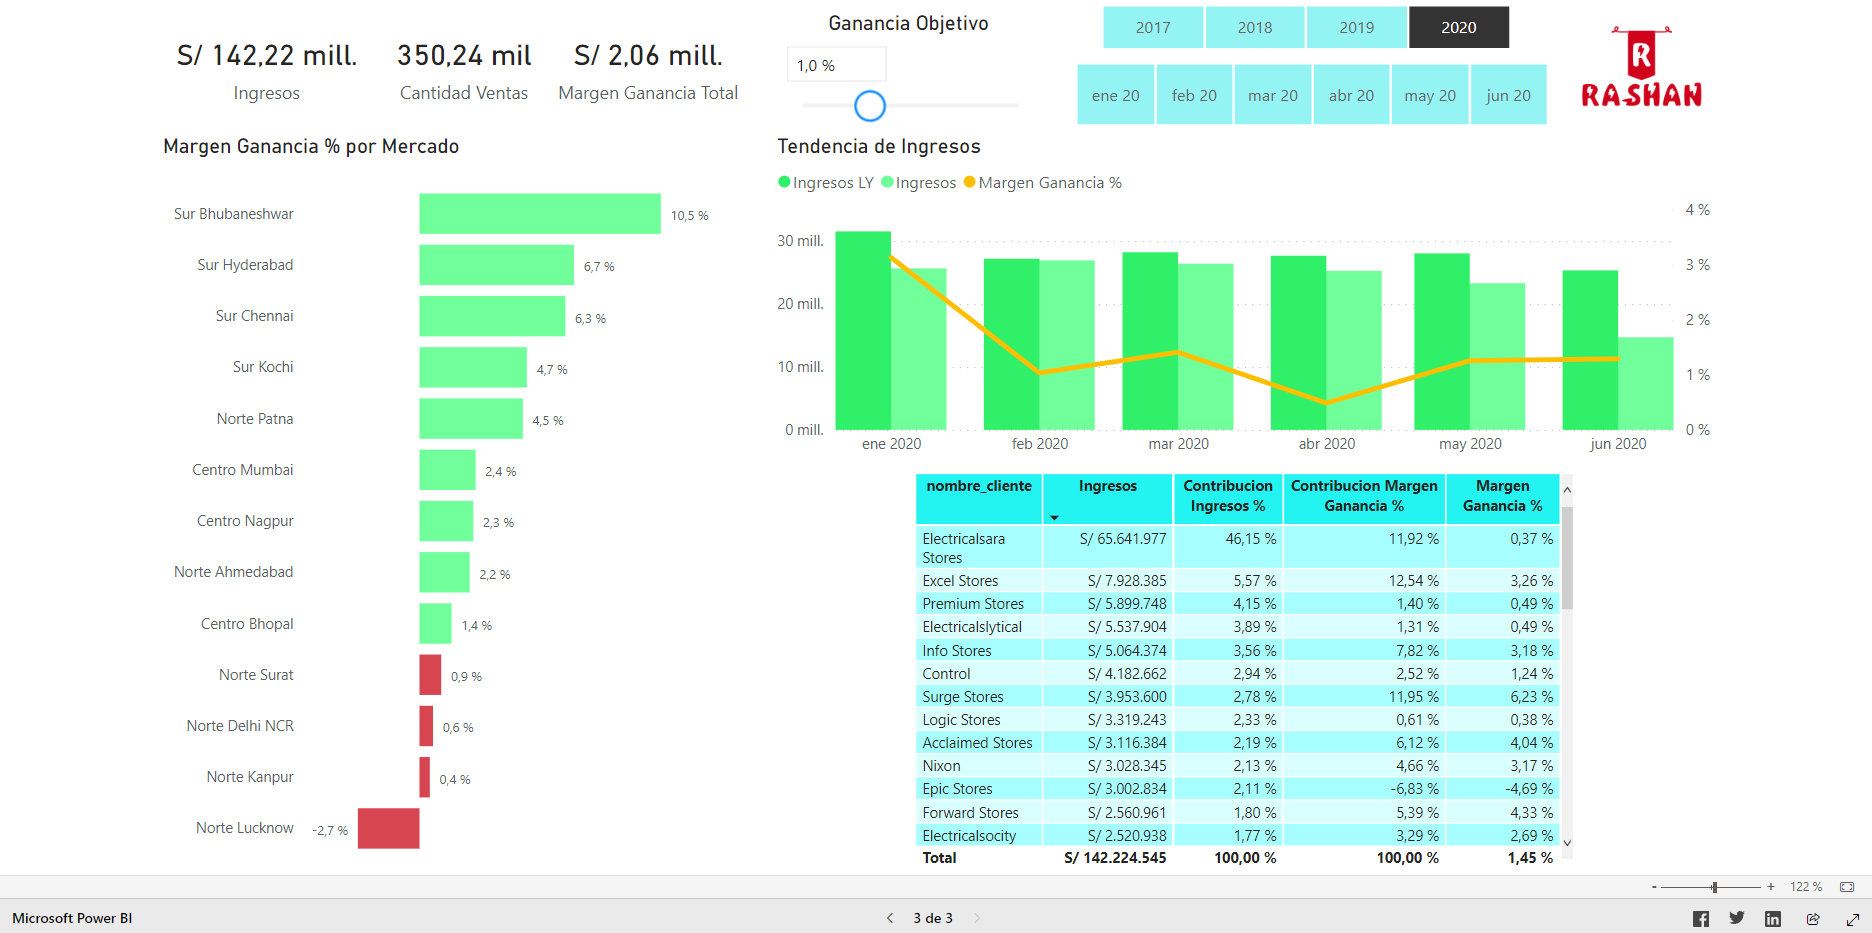 S/ 142,22 mill.
Ingresos
350,24 mil
Cantidad Ventas
S/ 2,06 mill.
Margen Ganancia Total
Ganancia Objetivo
1,0 %
2017 2018 2019 2020
ene 20 feb 20 mar 20 abr 20 may 20 jun 20
R
RASHAN
Margen Ganancia % por Mercado
Sur Bhubaneshwar 10,5 %
Sur Hyderabad 6,7 %
Sur Chennai 6,3 %
Sur Kochi 4,7 %
Norte Patna 4,5 %
Centro Mumbai 2,4 %
Centro Nagpur 2,3 %
Norte Ahmedabad 2,2 %
Centro Bhopal 1,4 %
Norte Surat 0,9 %
Norte Delhi NCR 0,6 %
Norte Kanpur 0,4 %
Norte Lucknow -2,7 %
Tendencia de Ingresos
Ingresos LY Ingresos Margen Ganancia %
30 mill.
20 mill.
10 mill.
0 mill.
4 %
3 %
2 %
1 %
0 %
ene 2020 feb 2020 mar 2020 abr 2020 may 2020 jun 2020
nombre_cliente Ingresos Contribucion Ingresos % Contribucion Margen Ganancia % Margen Ganancia %
Electricalsara Stores S/ 65.641.977 46,15 % 11,92 % 0,37 %
Excel Stores S/ 7.928.385 5,57 % 12,54 % 3,26 %
Premium Stores S/ 5.899.748 4,15 % 1,40 % 0,49 %
Electricalslytical S/ 5.537.904 3,89 % 1,31 % 0,49 %
Info Stores S/ 5.064.374 3,56 % 7,82 % 3,18 %
Control S/ 4.182.662 2,94 % 2,52 % 1,24 %
Surge Stores S/ 3.953.600 2,78 % 11,95 % 6,23 %
Logic Stores S/ 3.319.243 2,33 % 0,61 % 0,38 %
Acclaimed Stores S/ 3.116.384 2,19 % 6,12 % 4,04 %
Nixon S/ 3.028.345 2,13 % 4,66 % 3,17 %
Epic Stores S/ 3.002.834 2,11 % -6,83 % -4,69 %
Forward Stores S/ 2.560.961 1,80 % 5,39 % 4,33 %
Electricalsocity S/ 2.520.938 1,77 % 3,29 % 2,69 %
Total S/ 142.224.545 100,00 % 100,00 % 1,45 %
- + 122 %
Microsoft Power BI
3 de 3